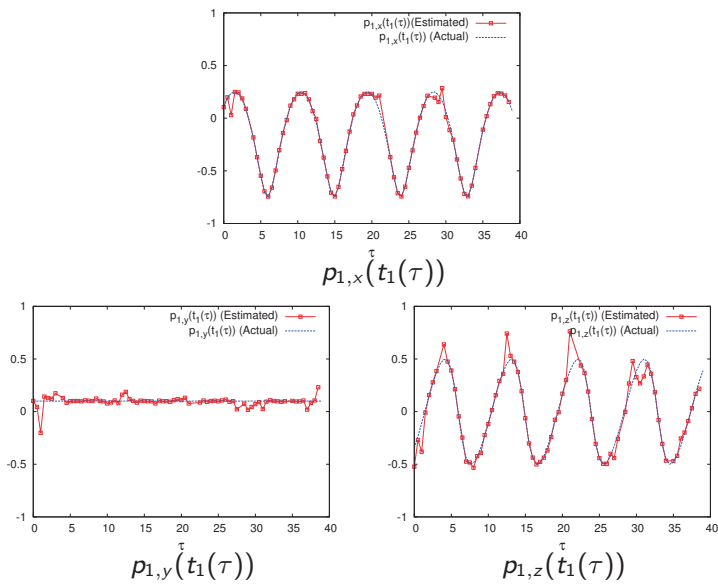 p1,x(t1(τ))(Estimated)
p1,x(t1(τ)) (Actual)
1
0.5
0
-0.5
-1
0 5 10 15 20 25 30 35 40
τ
p1,x(t1(τ))
p1,y(t1(τ)) (Estimated)
p1,y(t1(τ)) (Actual)
1
0.5
0
-0.5
-1
0 5 10 15 20 25 30 35 40
τ
p1,y(t1(τ))
p1,z(t1(τ)) (Estimated)
p1,z(t1(τ)) (Actual)
1
0.5
0
-0.5
-1
0 5 10 15 20 25 30 35 40
τ
p1,z(t1(τ))